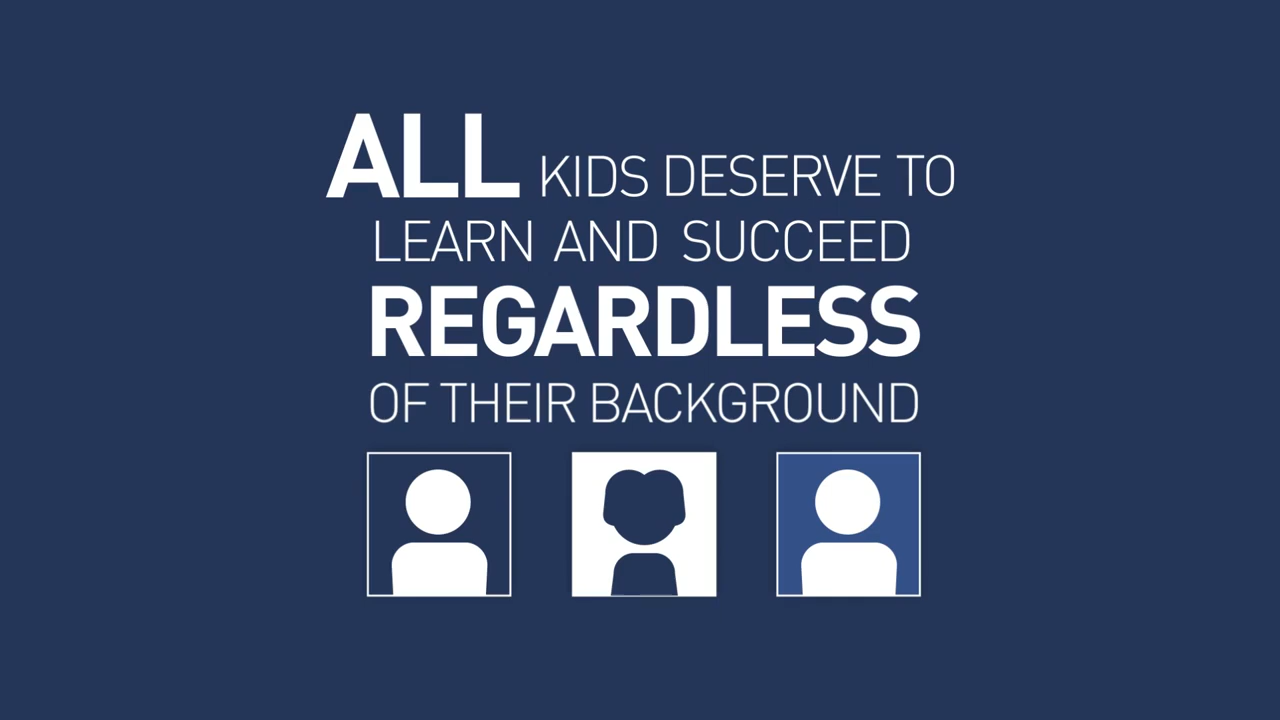 ALL KIDS DESERVE TO
LEARN AND SUCCEED
REGARDLESS
OF THEIR BACKGROUND